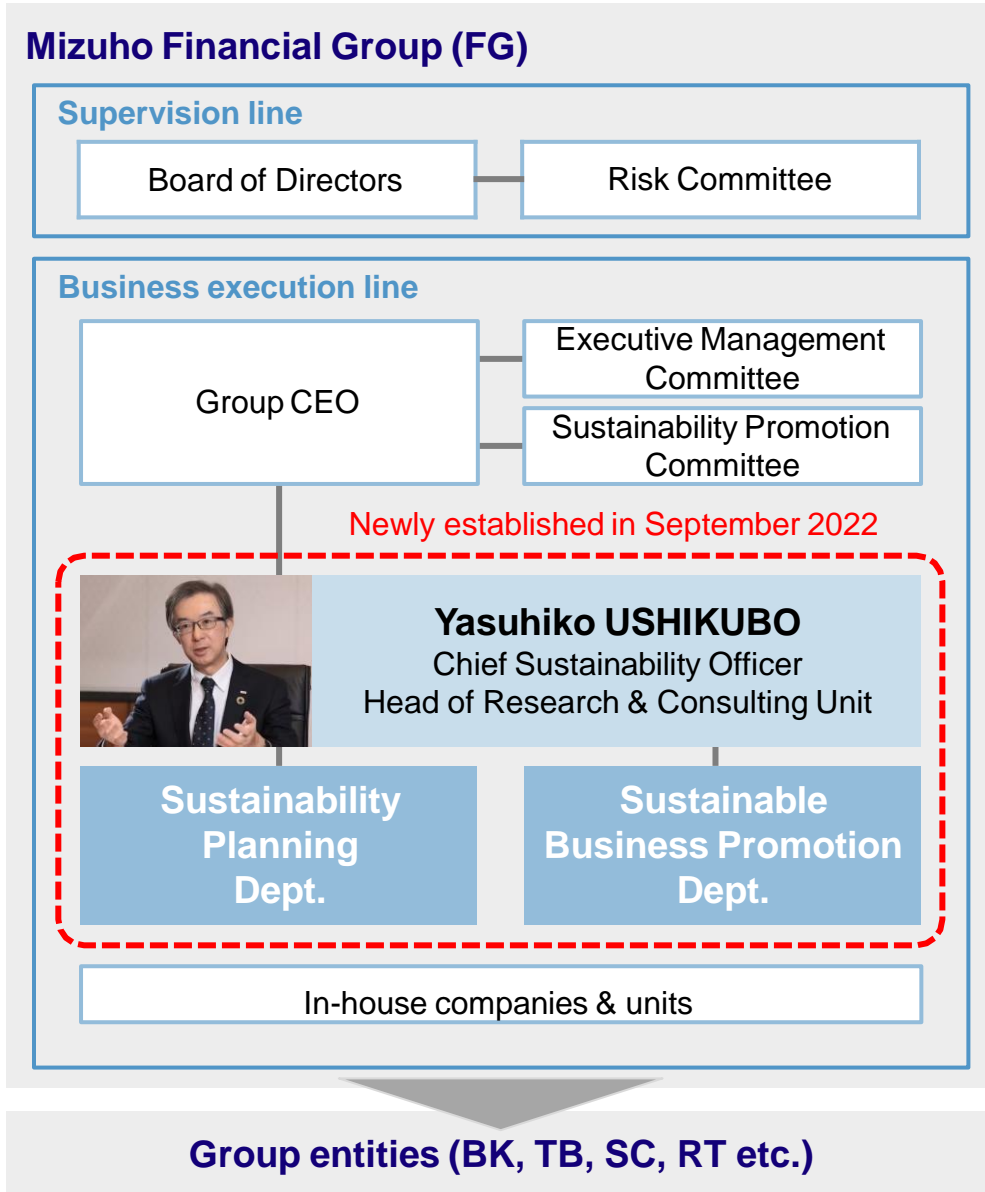 Mizuho Financial Group (FG)
Supervision line
Board of Directors
Risk Committee
Business execution line
Group CEO
Executive Management
Committee
Sustainability Promotion
Committee
Newly established in September 2022
Yasuhiko USHIKUBO
Chief Sustainability Officer
Head of Research & Consulting Unit
Sustainability
Planning
Dept.
Sustainable
Business Promotion
Dept.
In-house companies & units
Group entities (BK, TB, SC, RT etc.)